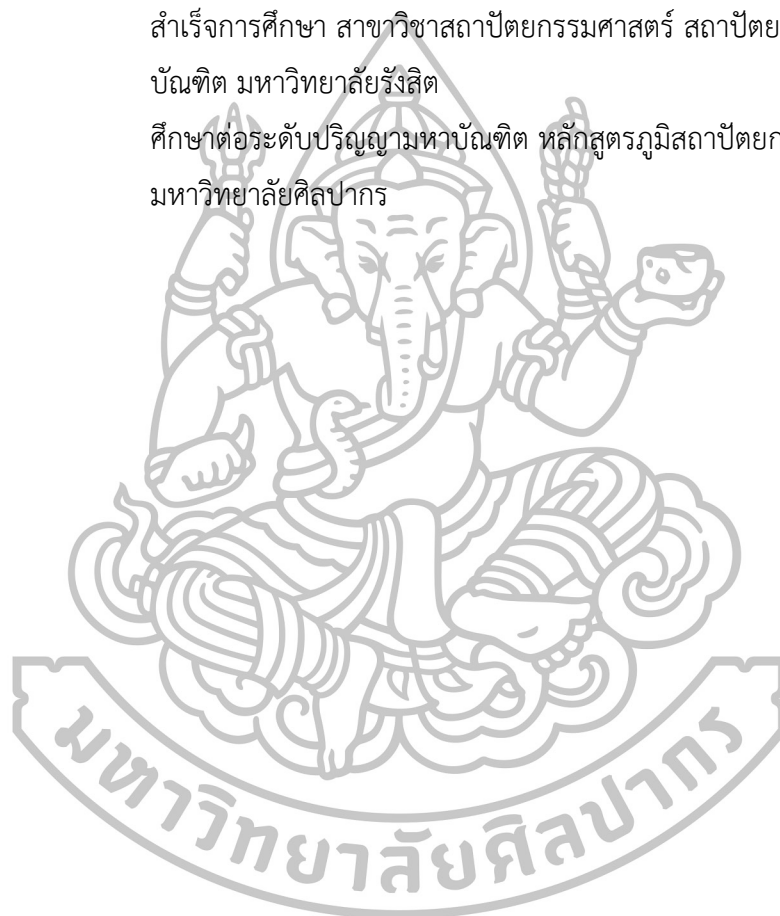 สำเร็จการศึกษา สาขาวิชาสถาปัตยกรรมศาสตร์ สถาปัตย
บัณฑิต มหาวิทยาลัยรังสิต
ศึกษาต่อระดับปริญญามหาบัณฑิต หลักสูตรภูมิสถาปัตยก
มหาวิทยาลัยศิลปากร
มหาวิทยาลัยศิลปากร